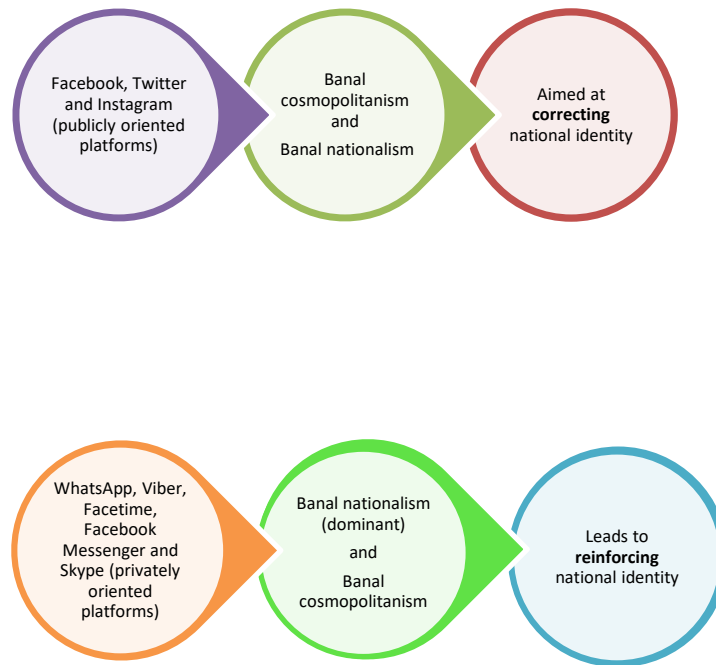 Facebook, Twitter
and Instagram
(publicly oriented
platforms)
Banal
cosmopolitanism
and
Banal nationalism
Aimed at
correcting
national identity
WhatsApp, Viber,
Facetime,
Facebook
Messenger and
Skype (privately
oriented
platforms)
Banal nationalism
(dominant)
and
Banal
cosmopolitanism
Leads to
reinforcing
national identity